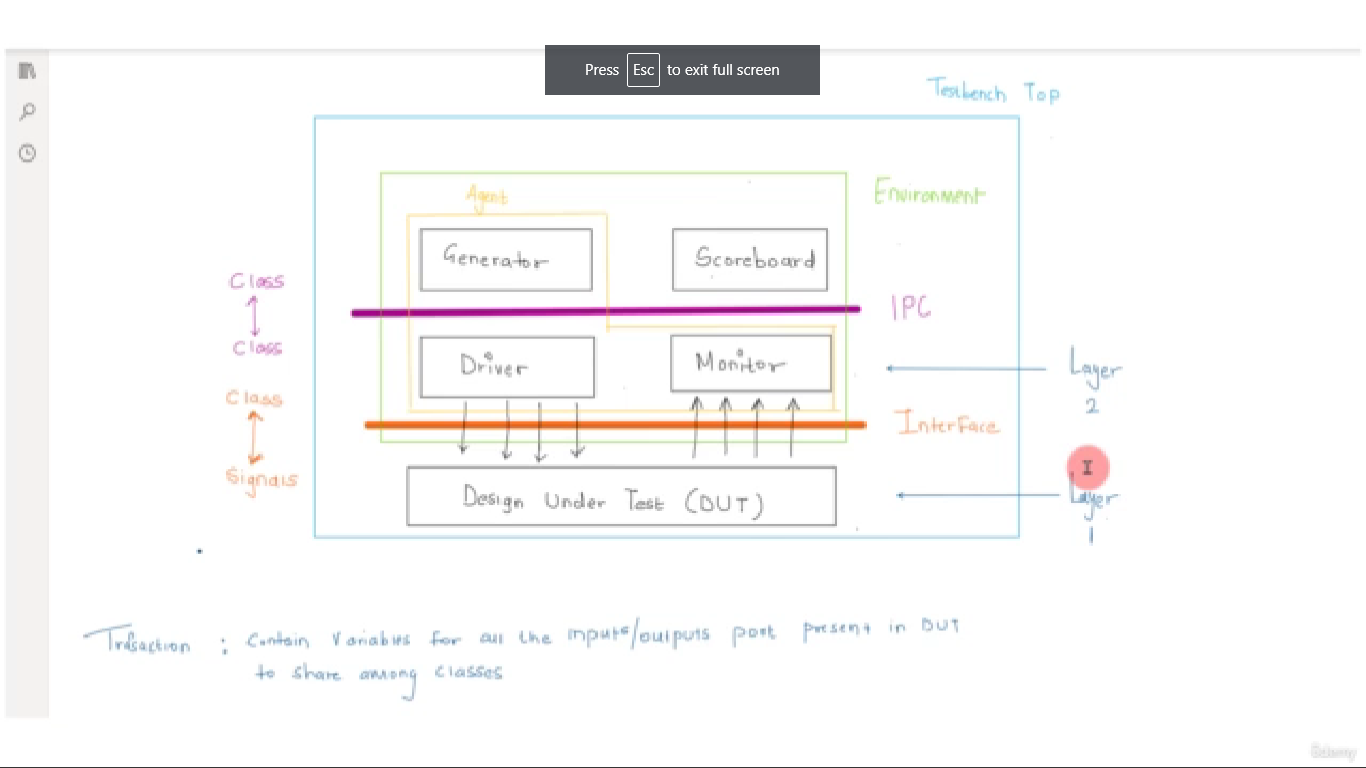 Press Esc to exit full screen
Testbench Top
Agent
Environment
Generator
Scoreboard
Class
IPC
Class
Driver
Monitor
Layer
2
Class
Interface
Signals
Design Under Test (DUT)
Layer
1
Trasaction : Contain Variables for all the inputs/outputs port present in DUT
to share among classes
Udemy